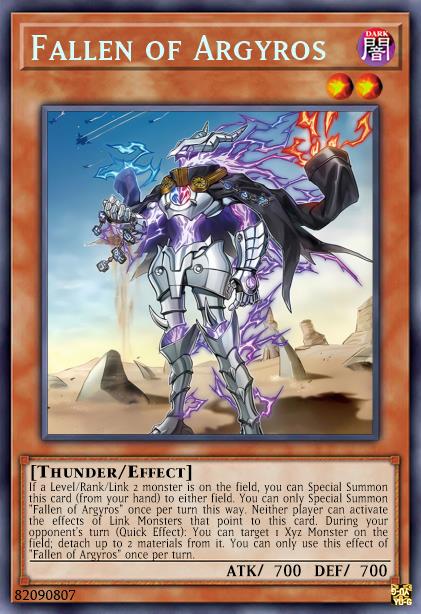 FALLEN OF ARGYROS
DARK
闇
[THUNDER/EFFECT]
If a Level/Rank/Link 2 monster is on the field, you can Special Summon
this card (from your hand) to either field. You can only Special Summon
"Fallen of Argyros" once per turn this way. Neither player can activate
the effects of Link Monsters that point to this card. During your
opponent's turn (Quick Effect): You can target 1 Xyz Monster on the
field; detach up to 2 materials from it. You can only use this effect of
"Fallen of Argyros" once per turn.
ATK/ 700 DEF/ 700
82090807